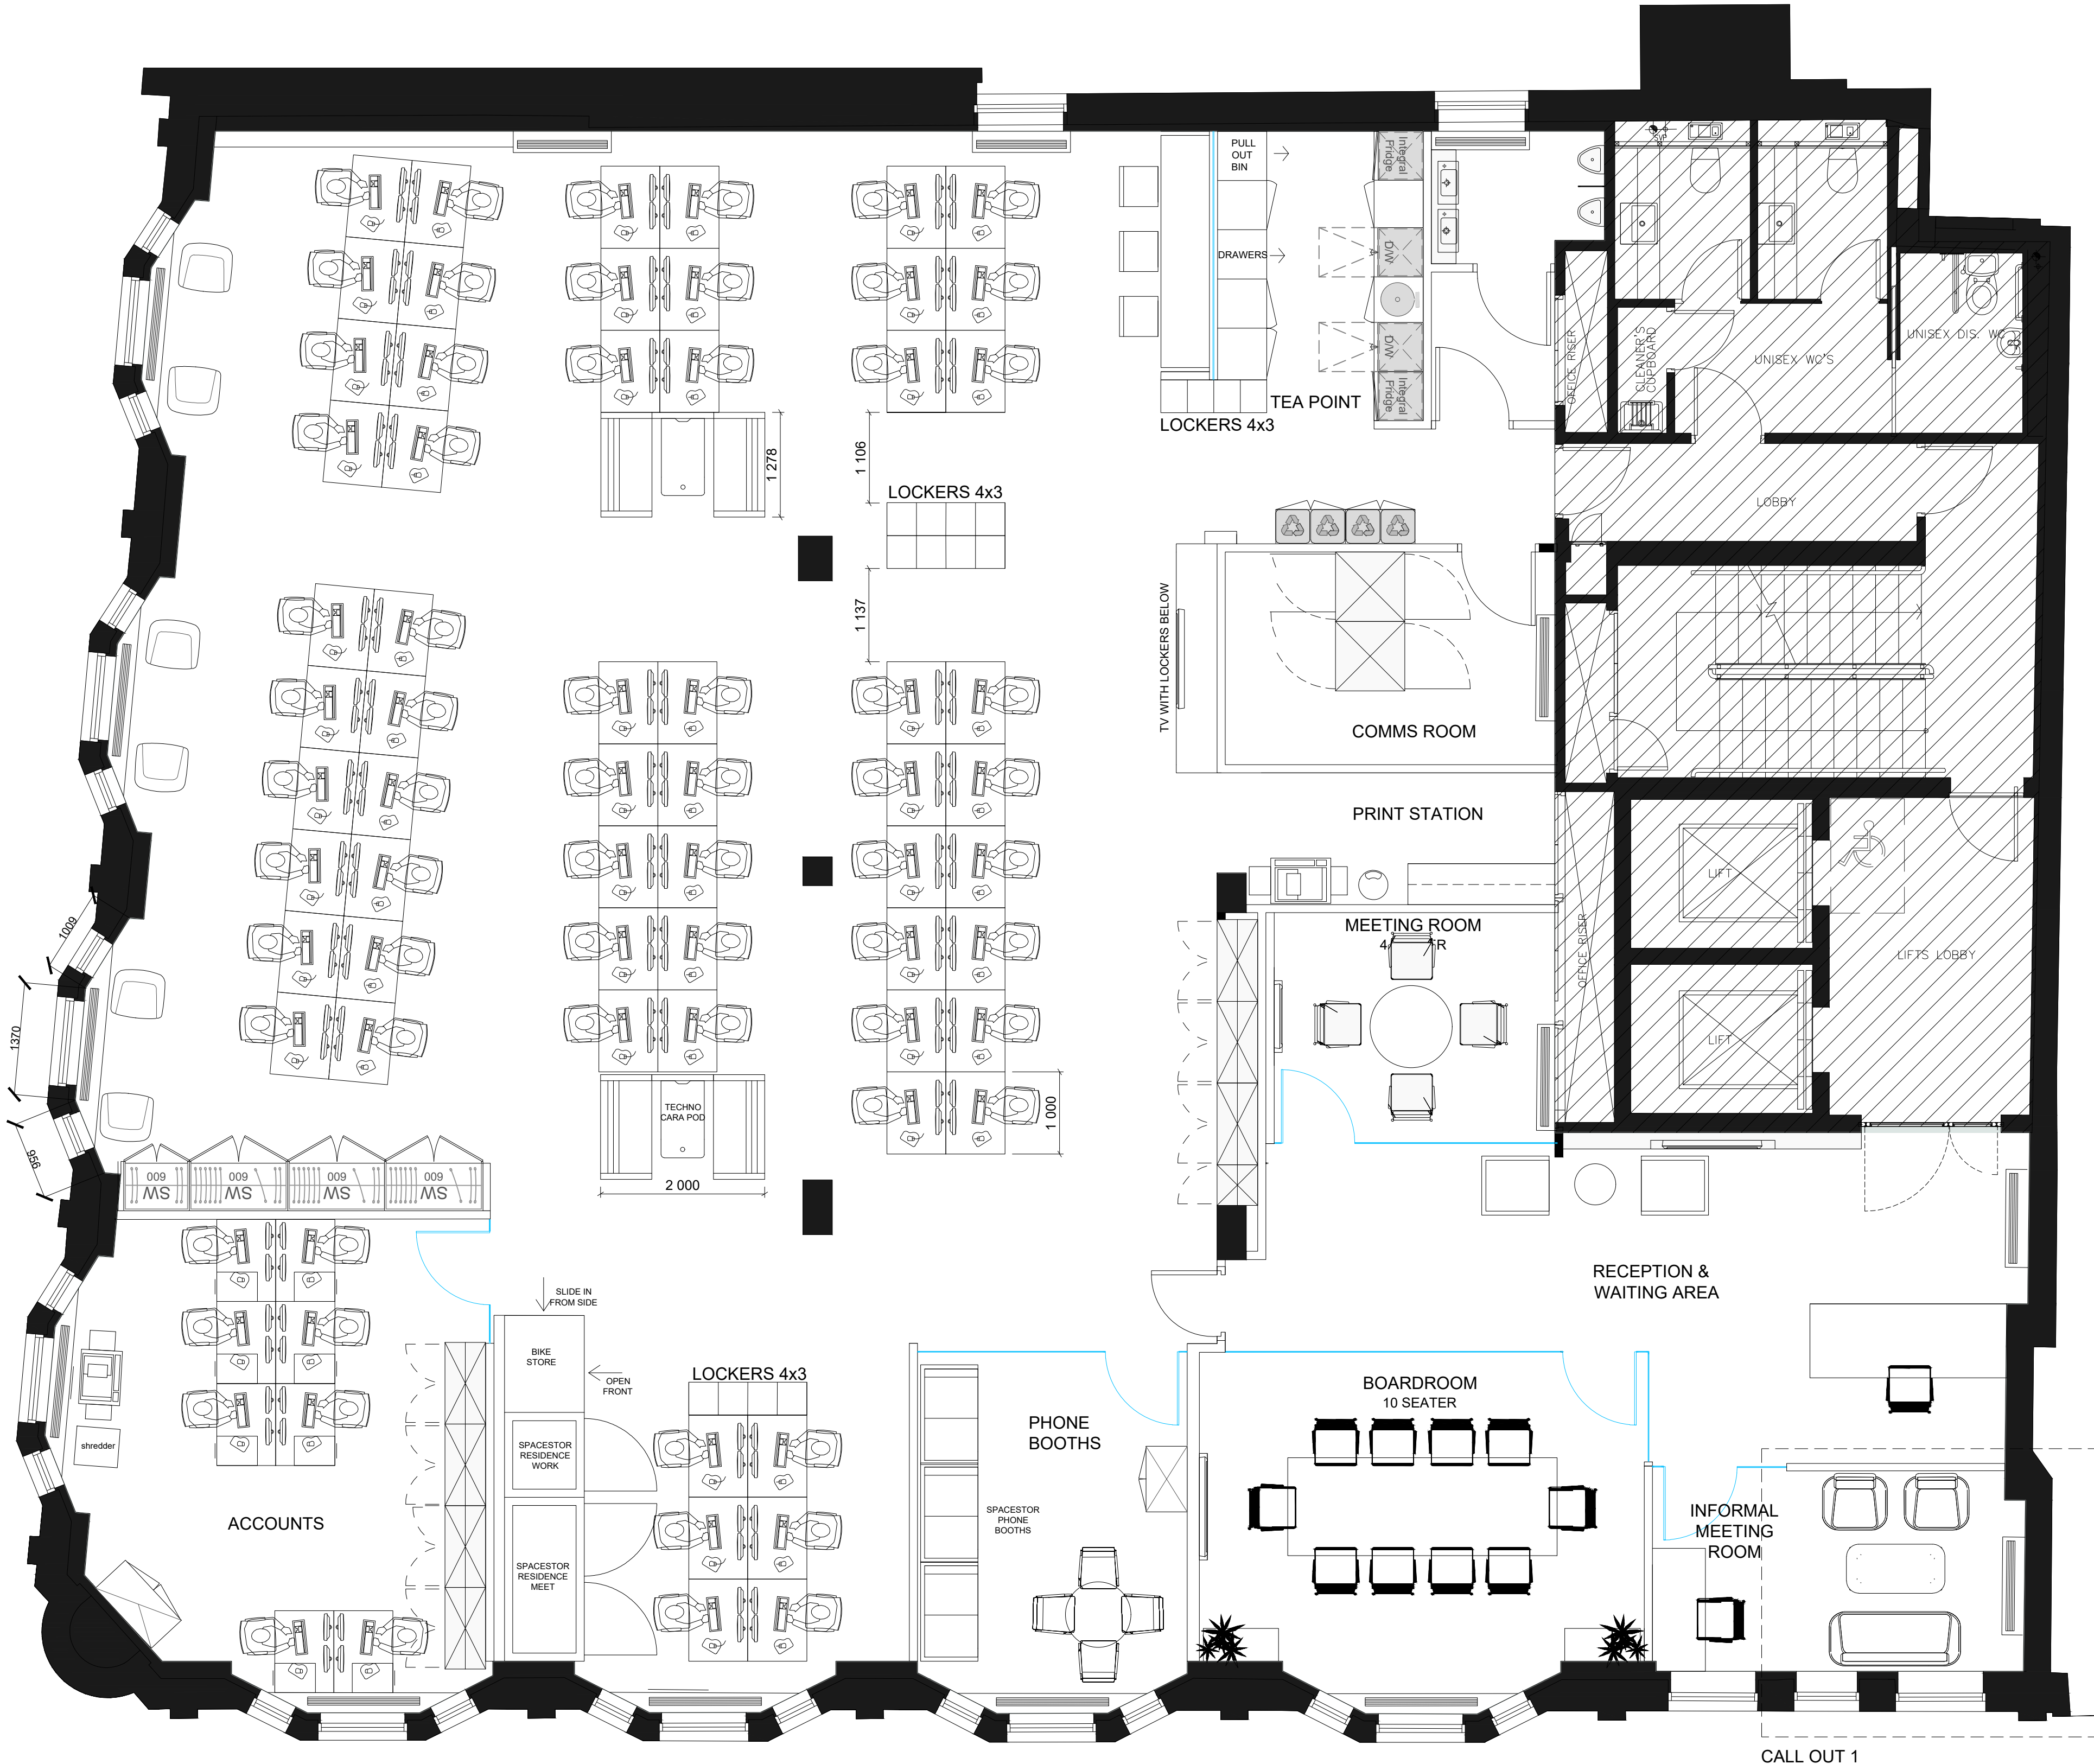 SVP
PULL
OUT
BIN
Integral
Fridge
DRAWERS
D/W
D/W
Integral
Fridge
TEA POINT
LOCKERS 4x3
OFFICE RISER
CLEANER'S
CUPBOARD
UNISEX WC'S
UNISEX DIS. WC
LOBBY
1 278
1 106
LOCKERS 4x3
1 137
TV WITH LOCKERS BELOW
COMMS ROOM
PRINT STATION
LIFT
OFFICE RISER
MEETING ROOM
LIFTS LOBBY
LIFT
1009
1370
956
TECHNO
CARA POD
2 000
1 000
600
SW
600
SW
600
SW
600
SW
RECEPTION &
WAITING AREA
SLIDE IN
FROM SIDE
BIKE
STORE
OPEN
FRONT
LOCKERS 4x3
BOARDROOM
10 SEATER
PHONE
BOOTHS
shredder
SPACESTOR
RESIDENCE
WORK
SPACESTOR
PHONE
BOOTHS
INFORMAL
MEETING
ROOM
ACCOUNTS
SPACESTOR
RESIDENCE
MEET
CALL OUT 1